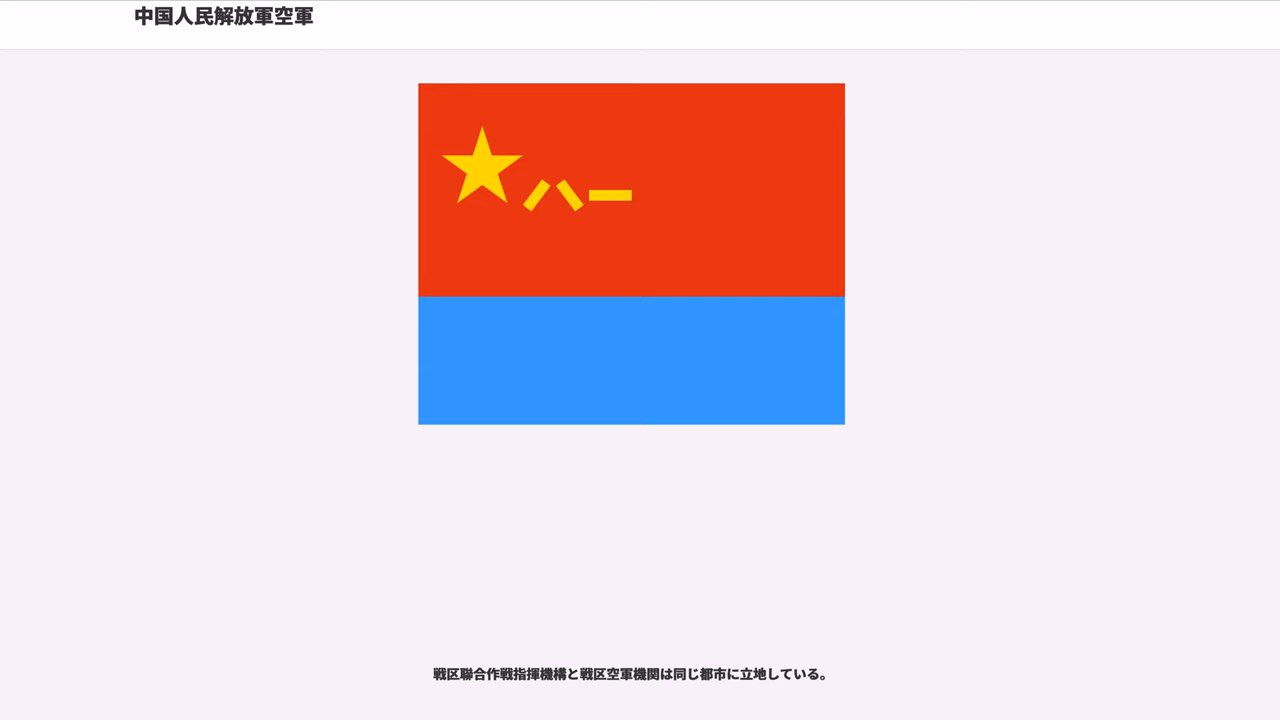 中国人民解放軍空軍
八一
戦区聯合作戦指揮機構と戦区空軍機関は同じ都市に立地している。